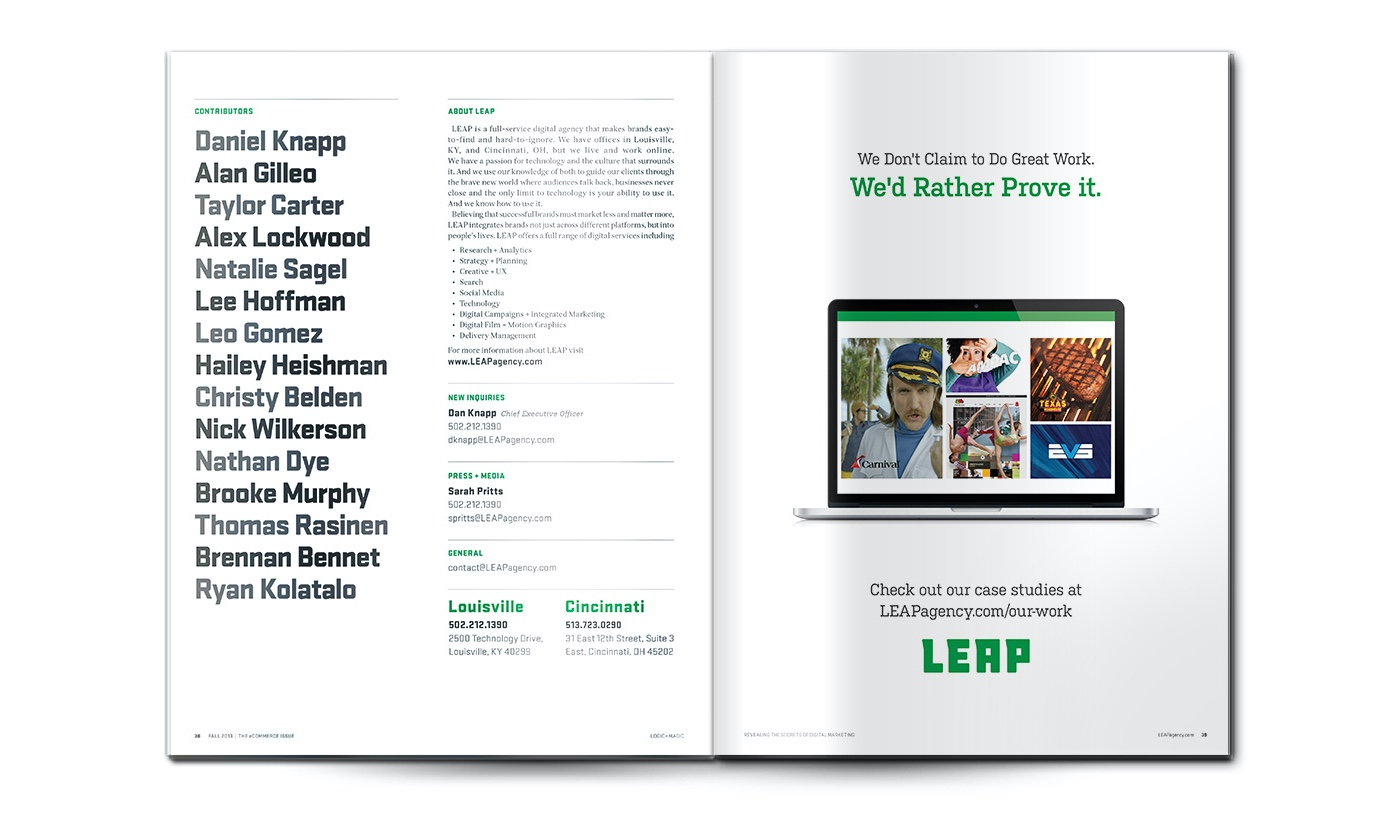 CONTRIBUTORS
Daniel Knapp
Alan Gilleo
Taylor Carter
Alex Lockwood
Natalie Sagel
Lee Hoffman
Leo Gomez
Hailey Heishman
Christy Belden
Nick Wilkerson
Nathan Dye
Brooke Murphy
Thomas Rasinen
Brennan Bennet
Ryan Kolatalo
ABOUT LEAP
LEAP is a full-service digital agency that makes brands easy-
to-find and hard-to-ignore. We have offices in Louisville,
KY, and Cincinnati, OH, but we live and work online.
We have a passion for technology and the culture that surrounds
it. And we use our knowledge of both to guide our clients through
the brave new world where audiences talk back, businesses never
close and the only limit to technology is your ability to use it.
And we know how to use it.
Believing that successful brands must market less and matter more,
LEAP integrates brands not just across different platforms, but into
people's lives. LEAP offers a full range of digital services including
• Research + Analytics
• Strategy + Planning
• Creative + UX
• Search
• Social Media
• Technology
• Digital Campaigns + Integrated Marketing
• Digital Film + Motion Graphics
• Delivery Management
For more information about LEAP visit
www.LEAPagency.com
NEW INQUIRIES
Dan Knapp Chief Executive Officer
502.212.1390
dknapp@LEAPagency.com
PRESS + MEDIA
Sarah Pritts
502.212.1390
spritts@LEAPagency.com
GENERAL
contact@LEAPagency.com
Louisville
502.212.1390
2500 Technology Drive,
Louisville, KY 40299
Cincinnati
513.723.0290
31 East 12th Street, Suite 3
East, Cincinnati, OH 45202
38 FALL 2013 | THE eCOMMERCE ISSUE
LOGIC+MAGIC
We Don't Claim to Do Great Work.
We'd Rather Prove it.
Carnival
TEXAS
EVS
Check out our case studies at
LEAPagency.com/our-work
LEAP
REVEALING THE SECRETS OF DIGITAL MARKETING
LEAPagency.com 39